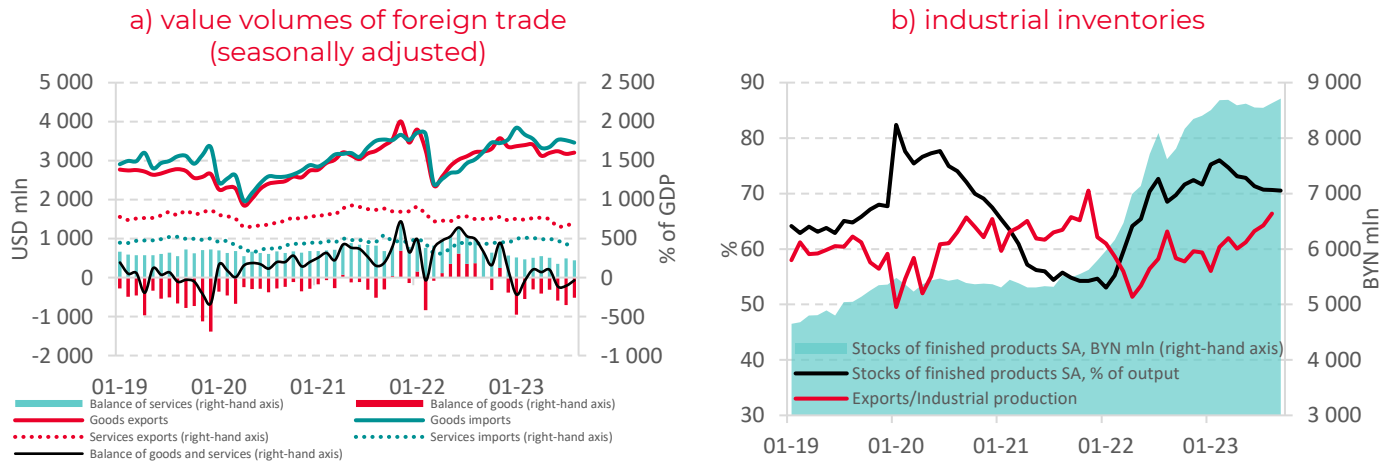 a) value volumes of foreign trade
(seasonally adjusted)
5 000
4 000
3 000
2 000
1 000
0
-1 000
-2 000
USD mln
2 500
2 000
1 500
1 000
500
0
-500
-1 000
% of GDP
01-19 01-20 01-21 01-22 01-23
Balance of services (right-hand axis)
Balance of goods (right-hand axis)
Goods exports
Goods imports
Services exports (right-hand axis)
Services imports (right-hand axis)
Balance of goods and services (right-hand axis)
b) industrial inventories
90
80
70
60
50
40
30
%
9 000
8 000
7 000
6 000
5 000
4 000
3 000
BYN mln
Stocks of finished products SA, BYN mln (right-hand axis)
Stocks of finished products SA, % of output
Exports/Industrial production
01-19 01-20 01-21 01-22 01-23